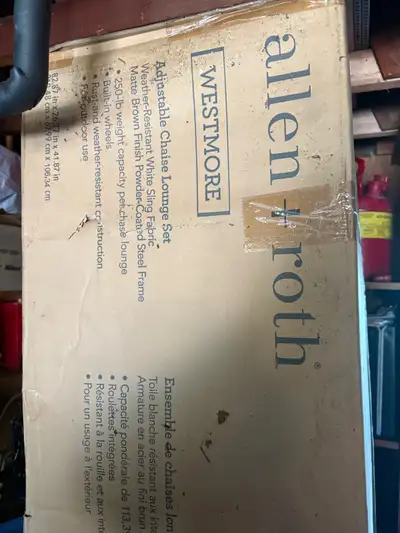 allen + roth®
WESTMORE
Adjustable Chaise Lounge Set
Weather-Resistant White Sling Fabric
Matte Brown Finish Powder-Coated Steel Frame
• 250-lb weight capacity per chaise lounge
• Built-in wheels
• Rust and weather-resistant construction
• For outdoor use
Ensemble de chaises
Toile blanche résistant aux
Armature en acier au fini brun
• Capacité pondérale de 113,3
• Roulettes intégrées
• Résistant à la rouille et aux
• Pour un usage à l'extérieur